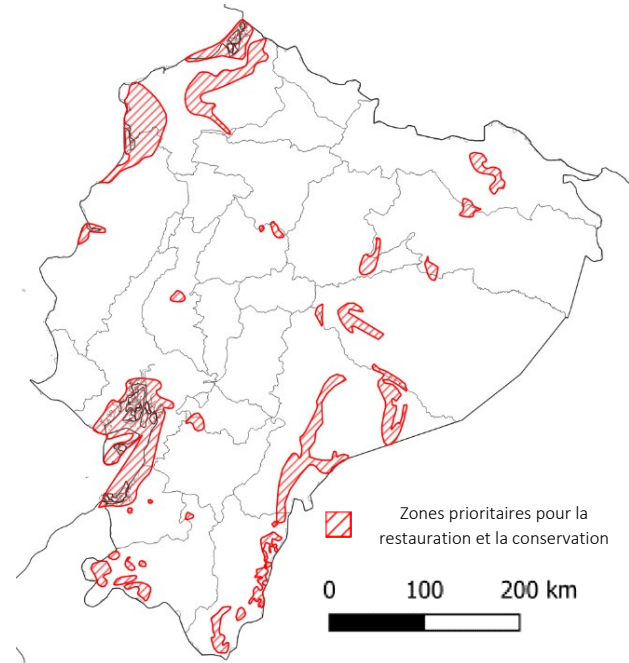 Zones prioritaires pour la
restauration et la conservation
0 100 200 km